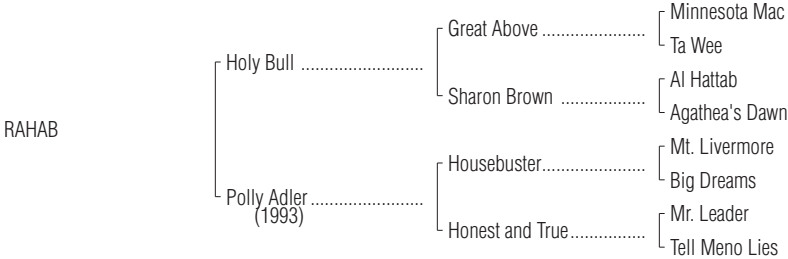 Minnesota Mac
Great Above ......................
Ta Wee
Holy Bull .........................
Al Hattab
Sharon Brown ..................
Agathea's Dawn
RAHAB
Mt. Livermore
Housebuster......................
Big Dreams
Polly Adler ........................
(1993)
Mr. Leader
Honest and True................
Tell Meno Lies